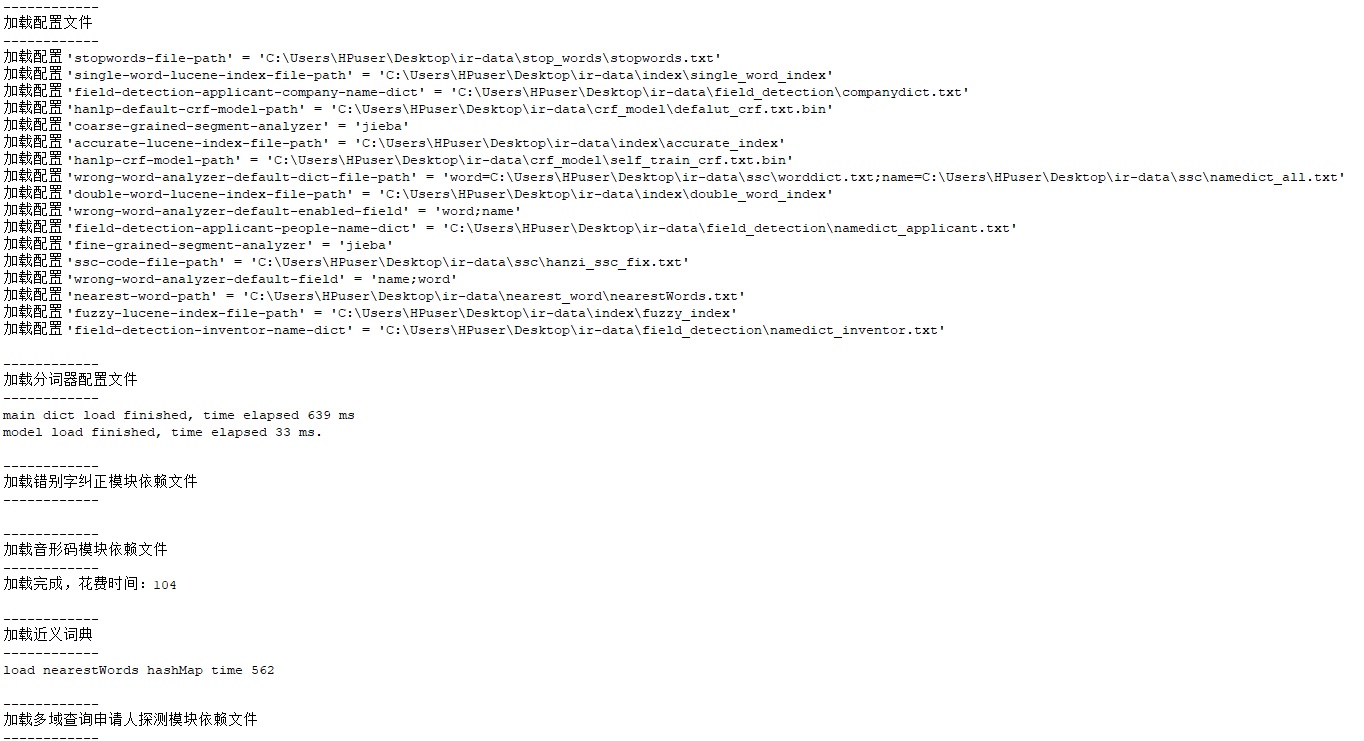 ------------
加载配置文件
------------
加载配置 'stopwords-file-path' = 'C:\Users\HPuser\Desktop\ir-data\stop_words\stopwords.txt'
加载配置 'single-word-lucene-index-file-path' = 'C:\Users\HPuser\Desktop\ir-data\index\single_word_index'
加载配置 'field-detection-applicant-company-name-dict' = 'C:\Users\HPuser\Desktop\ir-data\field_detection\companydict.txt'
加载配置 'hanlp-default-crf-model-path' = 'C:\Users\HPuser\Desktop\ir-data\crf_model\defalut_crf.txt.bin'
加载配置 'coarse-grained-segment-analyzer' = 'jieba'
加载配置 'accurate-lucene-index-file-path' = 'C:\Users\HPuser\Desktop\ir-data\index\accurate_index'
加载配置 'hanlp-crf-model-path' = 'C:\Users\HPuser\Desktop\ir-data\crf_model\self_train_crf.txt.bin'
加载配置 'wrong-word-analyzer-default-dict-file-path' = 'word=C:\Users\HPuser\Desktop\ir-data\ssc\worddict.txt;name=C:\Users\HPuser\Desktop\ir-data\ssc\namedict_all.txt'
加载配置 'double-word-lucene-index-file-path' = 'C:\Users\HPuser\Desktop\ir-data\index\double_word_index'
加载配置 'wrong-word-analyzer-default-enabled-field' = 'word;name'
加载配置 'field-detection-applicant-people-name-dict' = 'C:\Users\HPuser\Desktop\ir-data\field_detection\namedict_applicant.txt'
加载配置 'fine-grained-segment-analyzer' = 'jieba'
加载配置 'ssc-code-file-path' = 'C:\Users\HPuser\Desktop\ir-data\ssc\hanzi_ssc_fix.txt'
加载配置 'wrong-word-analyzer-default-field' = 'name;word'
加载配置 'nearest-word-path' = 'C:\Users\HPuser\Desktop\ir-data\nearest_word\nearestWords.txt'
加载配置 'fuzzy-lucene-index-file-path' = 'C:\Users\HPuser\Desktop\ir-data\index\fuzzy_index'
加载配置 'field-detection-inventor-name-dict' = 'C:\Users\HPuser\Desktop\ir-data\field_detection\namedict_inventor.txt'
------------
加载分词器配置文件
------------
main dict load finished, time elapsed 639 ms
model load finished, time elapsed 33 ms.
------------
加载错别字纠正模块依赖文件
------------
------------
加载音形码模块依赖文件
------------
加载完成，花费时间：104
------------
加载近义词典
------------
load nearestWords hashMap time 562
------------
加载多域查询申请人探测模块依赖文件
------------